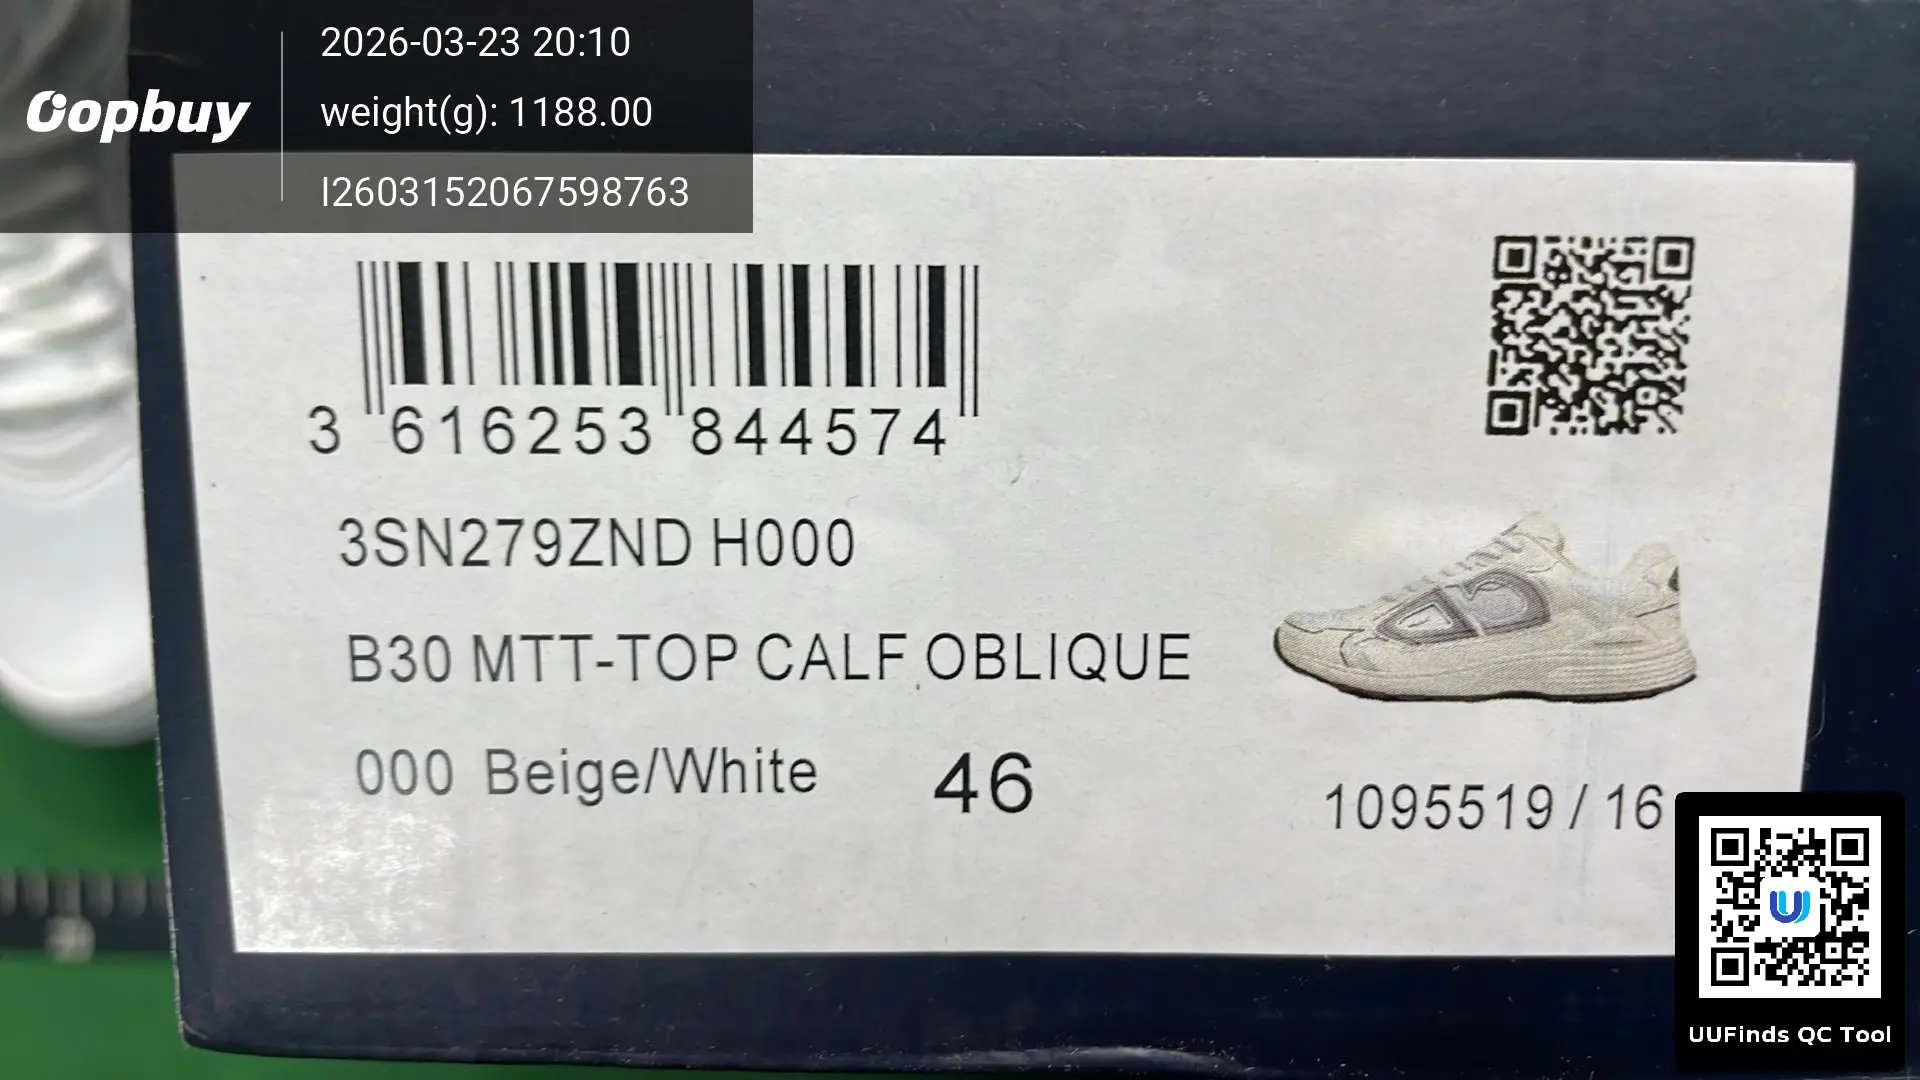 Oopbuy
2026-03-23 20:10
weight(g): 1188.00
I2603152067598763
3 616253 844574
3SN279ZND H000
B30 MTT-TOP CALF OBLIQUE
000 Beige/White 46
1095519 / 16
UUFinds QC Tool